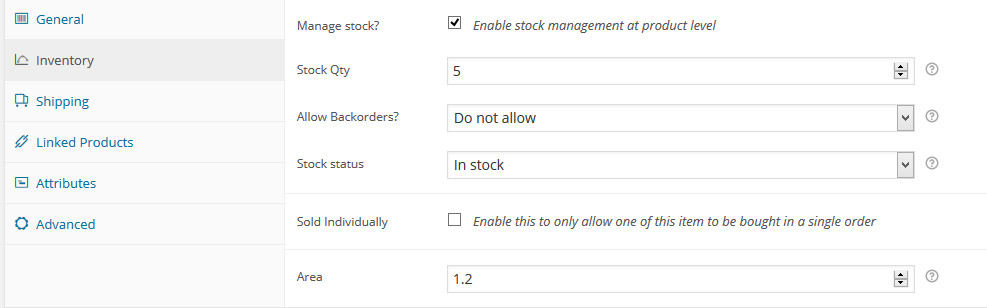 General
Inventory
Shipping
Linked Products
Attributes
Advanced
Manage stock? Enable stock management at product level
Stock Qty 5 ?
Allow Backorders? Do not allow ?
Stock status In stock ?
Sold Individually Enable this to only allow one of this item to be bought in a single order
Area 1.2 ?